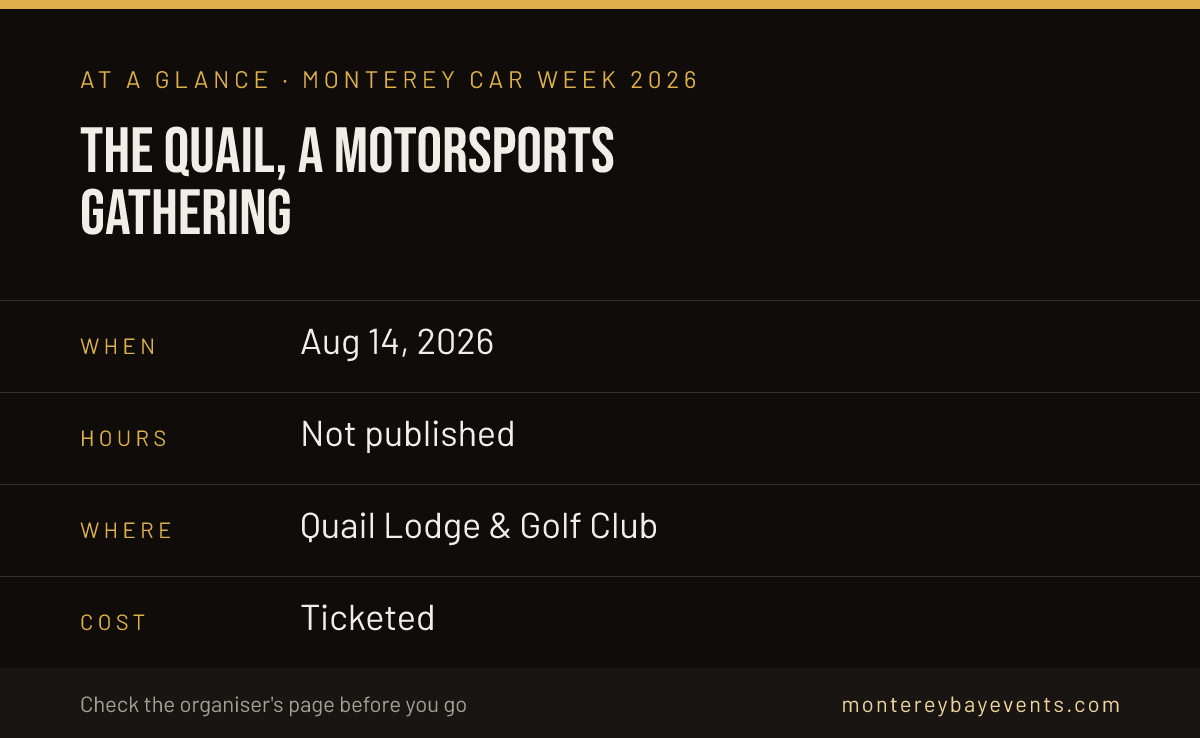 AT A GLANCE · MONTEREY CAR WEEK 2026
THE QUAIL, A MOTORSPORTS
GATHERING
WHEN Aug 14, 2026
HOURS Not published
WHERE Quail Lodge & Golf Club
COST Ticketed
Check the organiser's page before you go montereybayevents.com